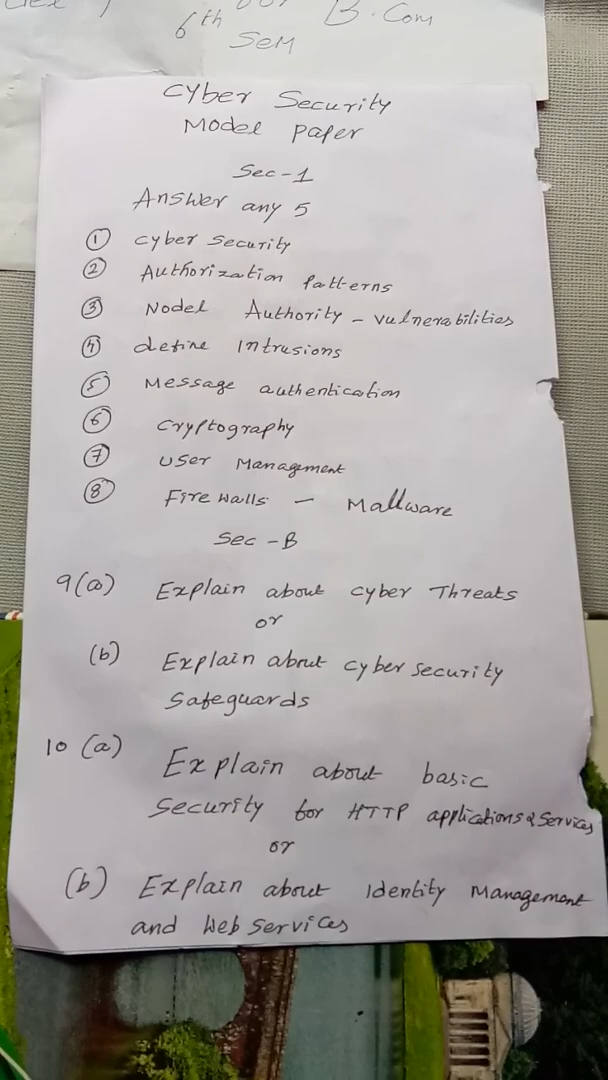 6th B.Com
Sem
Cyber Security
Model Paper
Sec-1
Answer any 5
① Cyber Security
② Authorization Patterns
③ Nodel Authority - vulnerabilities
④ define Intrusions
⑤ Message authentication
⑥ Cryptography
⑦ User Management
⑧ Fire walls - Mallware
Sec-B
9(a) Explain about Cyber Threats
or
(b) Explain about Cyber security
Safeguards
10 (a) Explain about basic
Security for HTTP applications & Services
or
(b) Explain about Identity Management
and Web Services